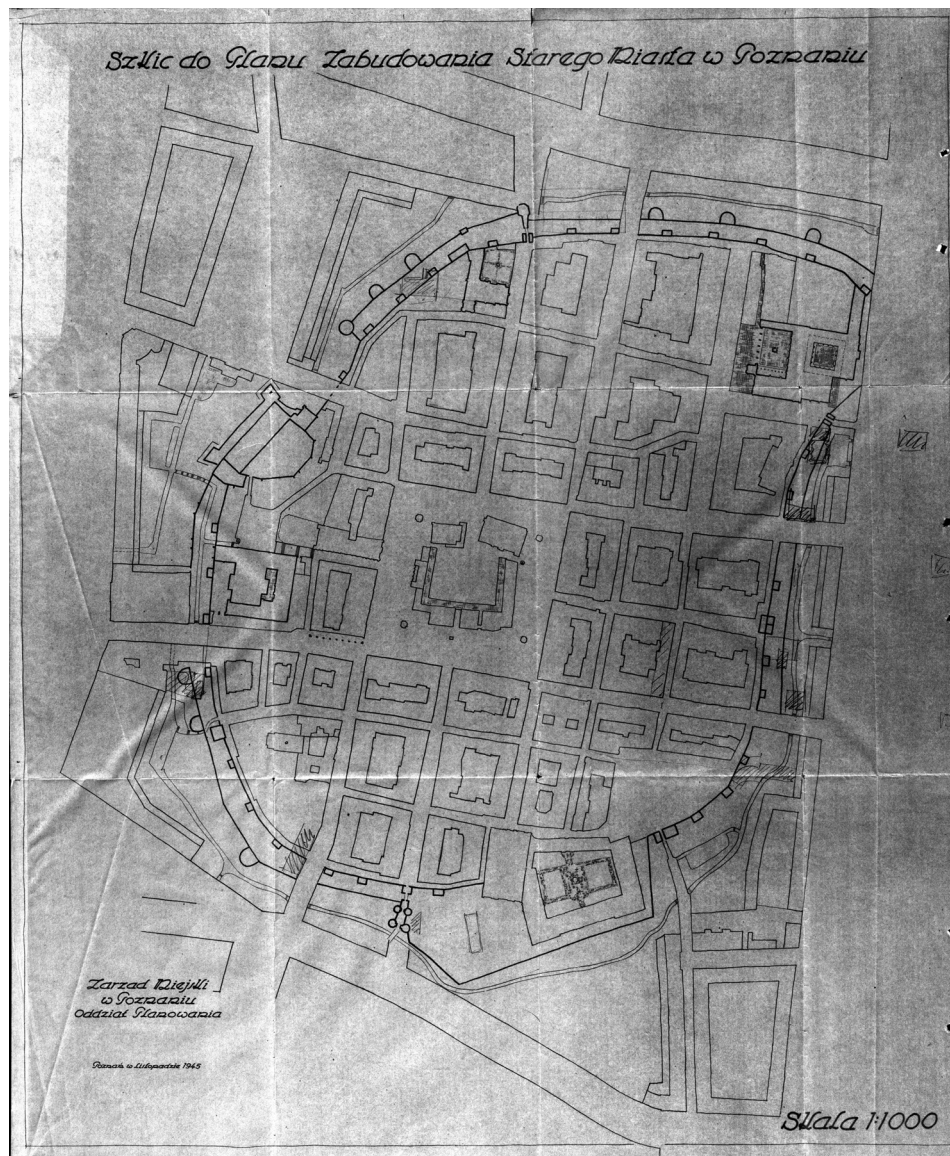 Szkic do Planu Zabudowania Starego Miasta w Poznaniu
Zarząd Miejski
w Poznaniu
Oddział Planowania
Poznań w Listopadzie 1945
Skala 1:1000